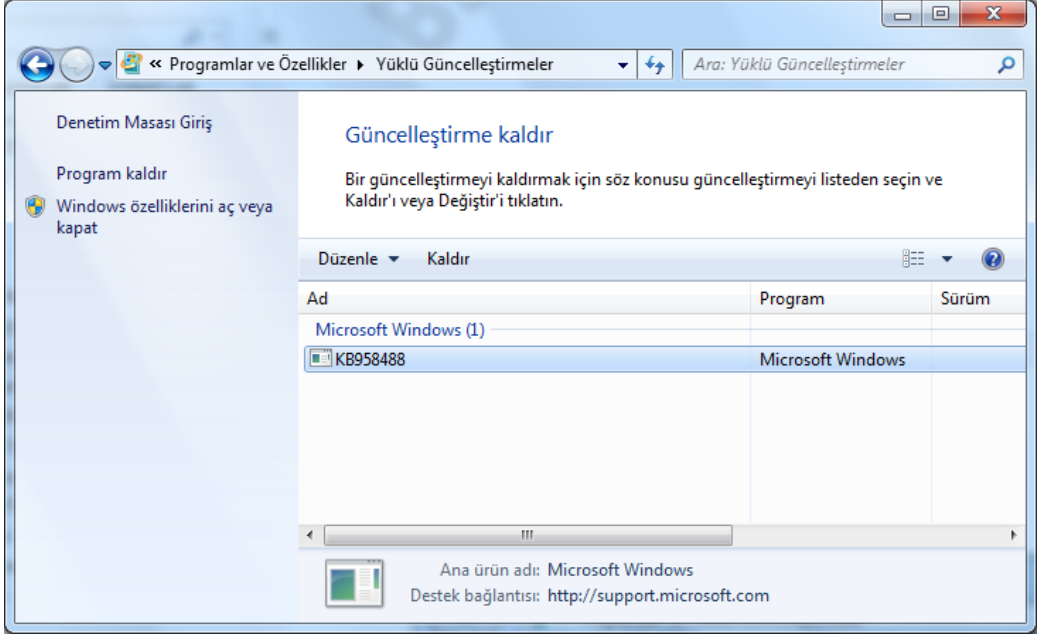 « Programlar ve Özellikler ▸ Yüklü Güncelleştirmeler
Ara: Yüklü Güncelleştirmeler
Denetim Masası Giriş
Program kaldır
Windows özelliklerini aç veya
kapat
Güncelleştirme kaldır
Bir güncelleştirmeyi kaldırmak için söz konusu güncelleştirmeyi listeden seçin ve
Kaldır'ı veya Değiştir'i tıklatın.
Düzenle Kaldır
Ad Program Sürüm
Microsoft Windows (1)
KB958488 Microsoft Windows
Ana ürün adı: Microsoft Windows
Destek bağlantısı: http://support.microsoft.com